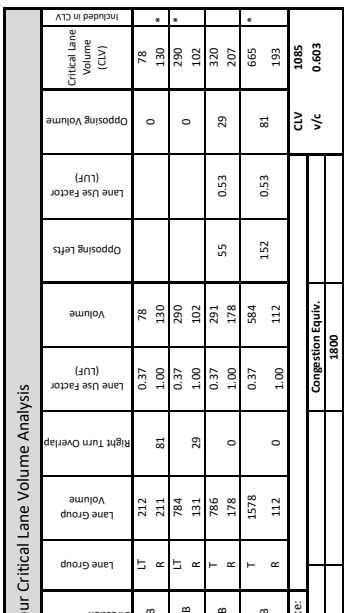 ur Critical Lane Volume Analysis
Lane Group
Lane Group Volume
Right Turn Overlap
Lane Use Factor (LUF)
Volume
Opposing Lefts
Lane Use Factor (LUF)
Opposing Volume
Critical Lane Volume (CLV)
Included in CLV
LT 212 0.37 78 78
B 81 0
R 211 1.00 130 130 *
LT 784 0.37 290 290 *
B 29 0
R 131 1.00 102 102
T 786 0.37 291 320
B 0 55 0.53 29
R 178 1.00 178 207
T 1578 0.37 584 665 *
B 0 152 0.53 81
R 112 1.00 112 193
te: CLV 1085
Congestion Equiv. v/c 0.603
1800